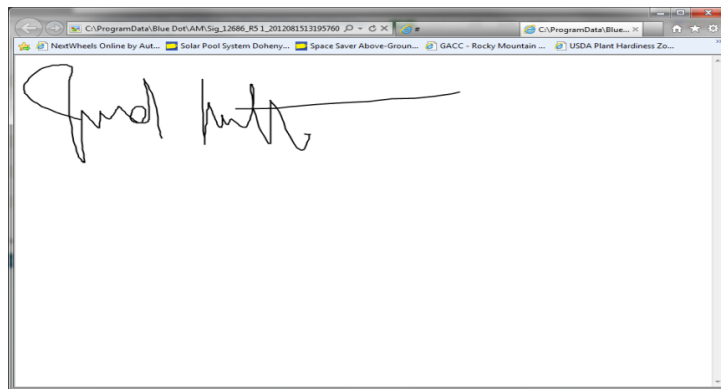 C:\ProgramData\Blue Dot\AM\Sig_12686_R5 1_2012081513195760 e C:\ProgramData\Blue...
NextWheels Online by Aut... Solar Pool System Doheny... Space Saver Above-Groun... GACC - Rocky Mountain ... USDA Plant Hardiness Zo...